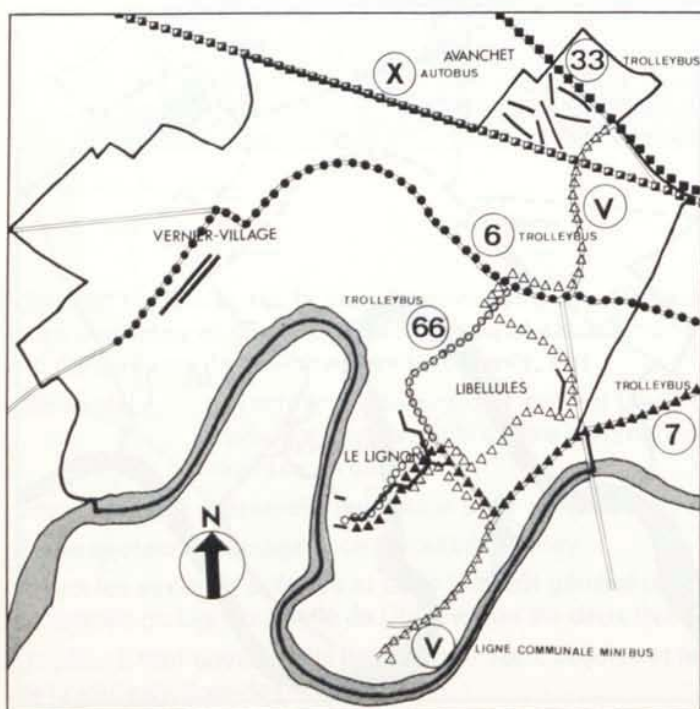 AVANCHET
33 TROLLEYBUS
X AUTOBUS
V
6 TROLLEYBUS
VERNIER-VILLAGE
TROLLEYBUS
66
LIBELLULES
TROLLEYBUS
7
LE LIGNON
N
V LIGNE COMMUNALE MINIBUS